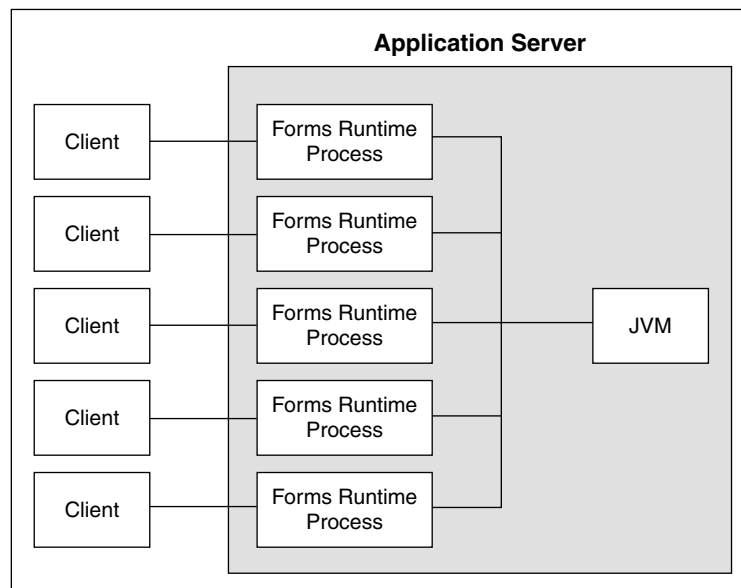 Application Server
Client
Forms Runtime
Process
Client
Forms Runtime
Process
Client
Forms Runtime
Process
JVM
Client
Forms Runtime
Process
Client
Forms Runtime
Process